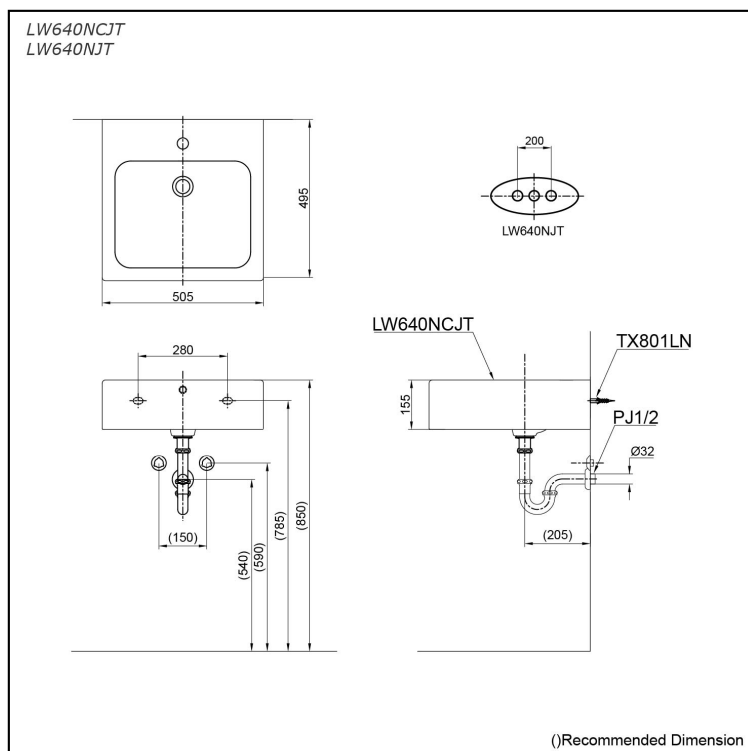 LW640NCJT
LW640NJT
200
LW640NJT
495
505
280
LW640NCJT
TX801LN
155
PJ1/2
Ø32
(150)
(205)
(540)
(590)
(785)
(850)
()Recommended Dimension